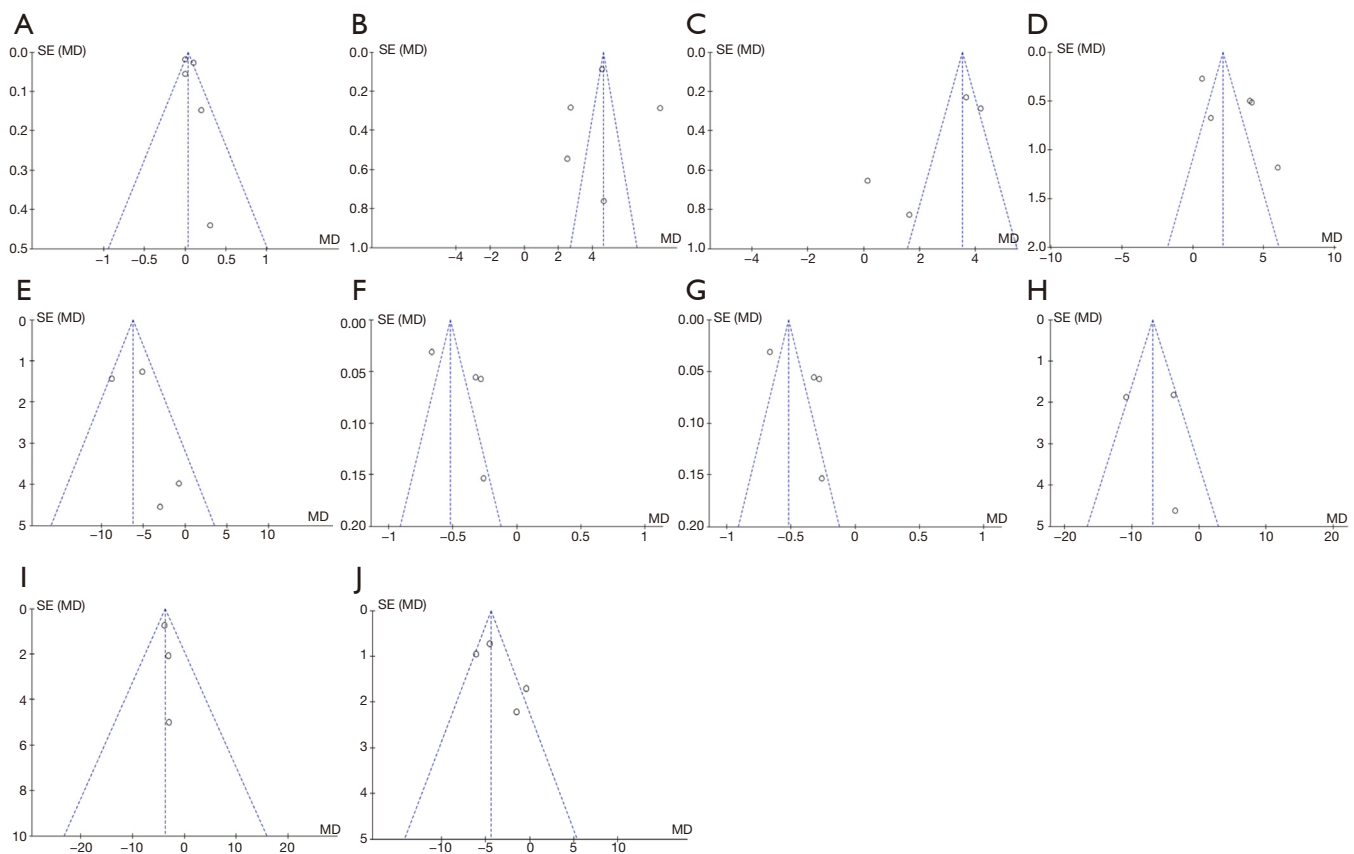 A
SE (MD)
0.0
0.1
0.2
0.3
0.4
0.5
MD
−1 −0.5 0 0.5 1
B
SE (MD)
0.0
0.2
0.4
0.6
0.8
1.0
MD
−4 −2 0 2 4
C
SE (MD)
0.0
0.2
0.4
0.6
0.8
1.0
MD
−4 −2 0 2 4
D
SE (MD)
0.0
0.5
1.0
1.5
2.0
MD
−10 −5 0 5 10
E
SE (MD)
0
1
2
3
4
5
MD
−10 −5 0 5 10
F
SE (MD)
0.00
0.05
0.10
0.15
0.20
MD
−1 −0.5 0 0.5 1
G
SE (MD)
0.00
0.05
0.10
0.15
0.20
MD
−1 −0.5 0 0.5 1
H
SE (MD)
0
1
2
3
4
5
MD
−20 −10 0 10 20
I
SE (MD)
0
2
4
6
8
10
MD
−20 −10 0 10 20
J
SE (MD)
0
1
2
3
4
5
MD
−10 −5 0 5 10